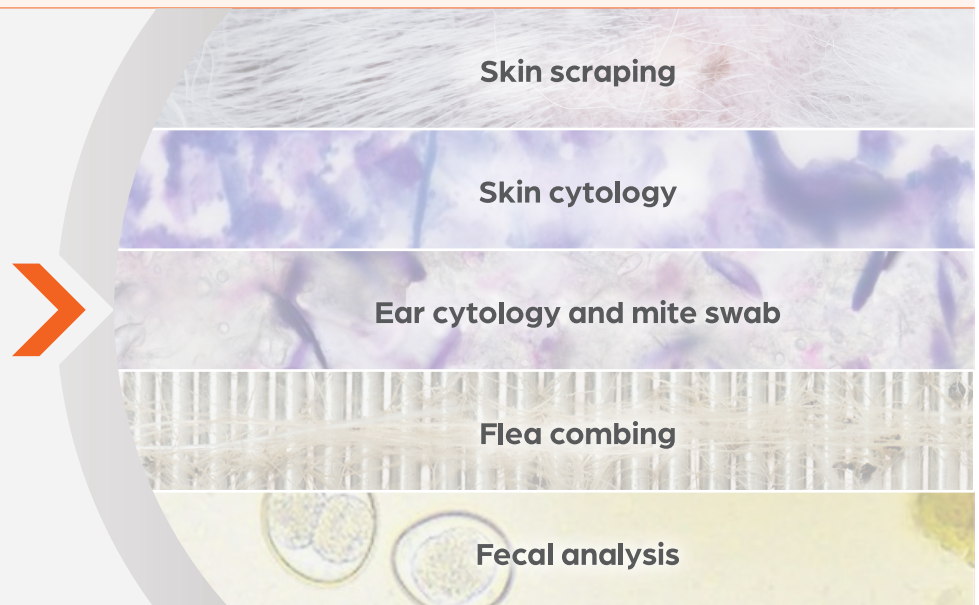 Skin scraping
Skin cytology
Ear cytology and mite swab
Flea combing
Fecal analysis